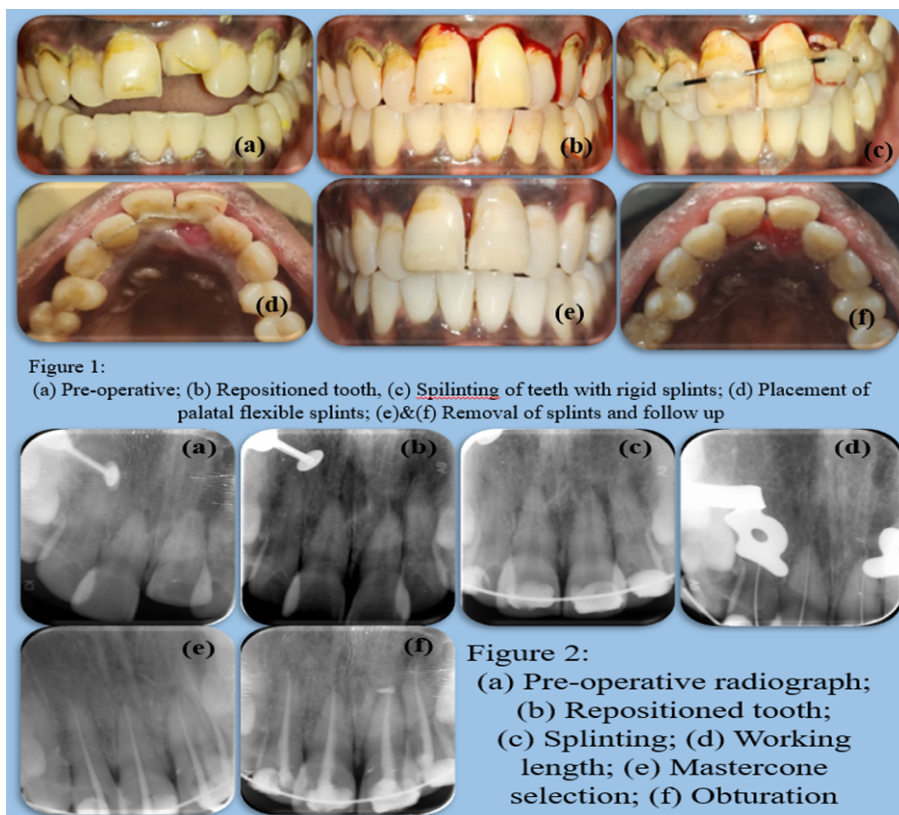 (a)
(b)
(c)
(d)
(e)
(f)
Figure 1:
(a) Pre-operative; (b) Repositioned tooth, (c) Spilinting of teeth with rigid splints; (d) Placement of
palatal flexible splints; (e)&(f) Removal of splints and follow up
(a)
(b)
(c)
(d)
(e)
(f)
Figure 2:
(a) Pre-operative radiograph;
(b) Repositioned tooth;
(c) Splinting; (d) Working
length; (e) Mastercone
selection; (f) Obturation